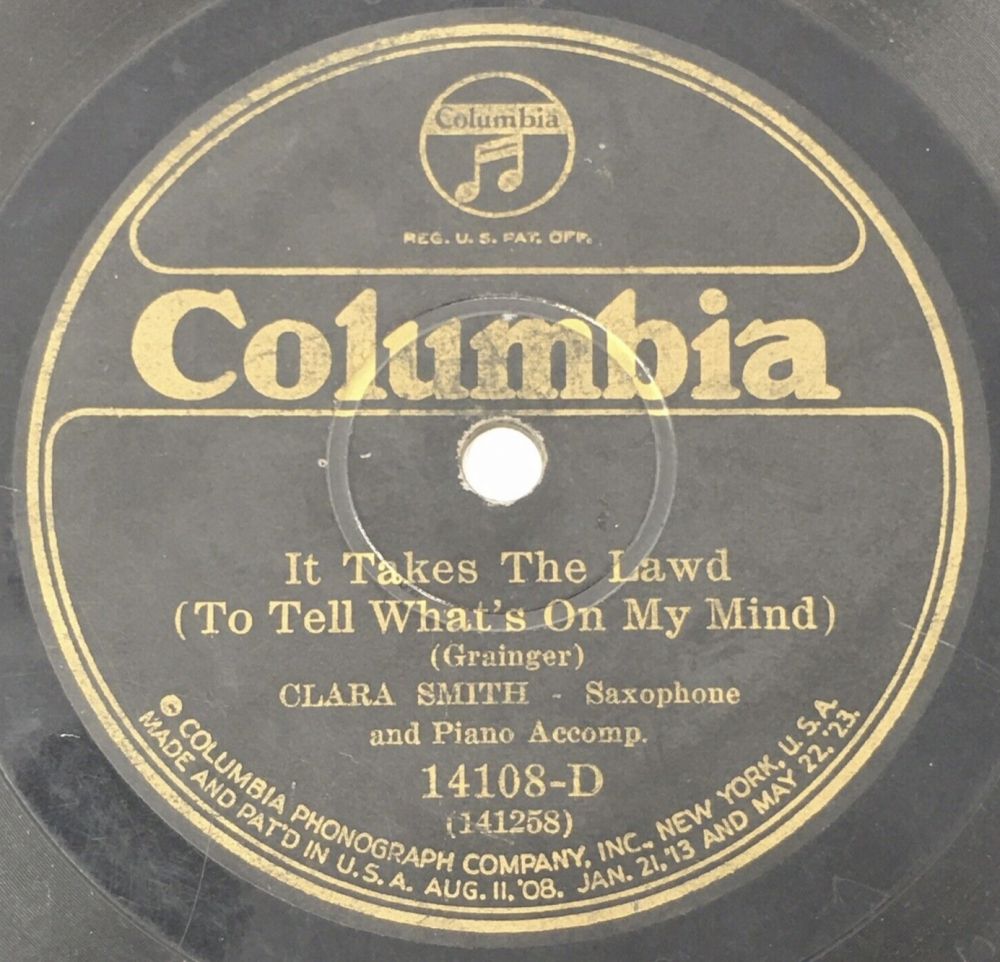 Columbia
REG. U. S. PAT. OFF.
Columbia
It Takes The Lawd
(To Tell What's On My Mind)
(Grainger)
CLARA SMITH - Saxophone
and Piano Accomp.
14108-D
(141258)
© COLUMBIA PHONOGRAPH COMPANY, INC., NEW YORK, U. S. A.
MADE AND PAT'D IN U. S. A. AUG. 11, '08. JAN. 21, '13 AND MAY 22, '23.